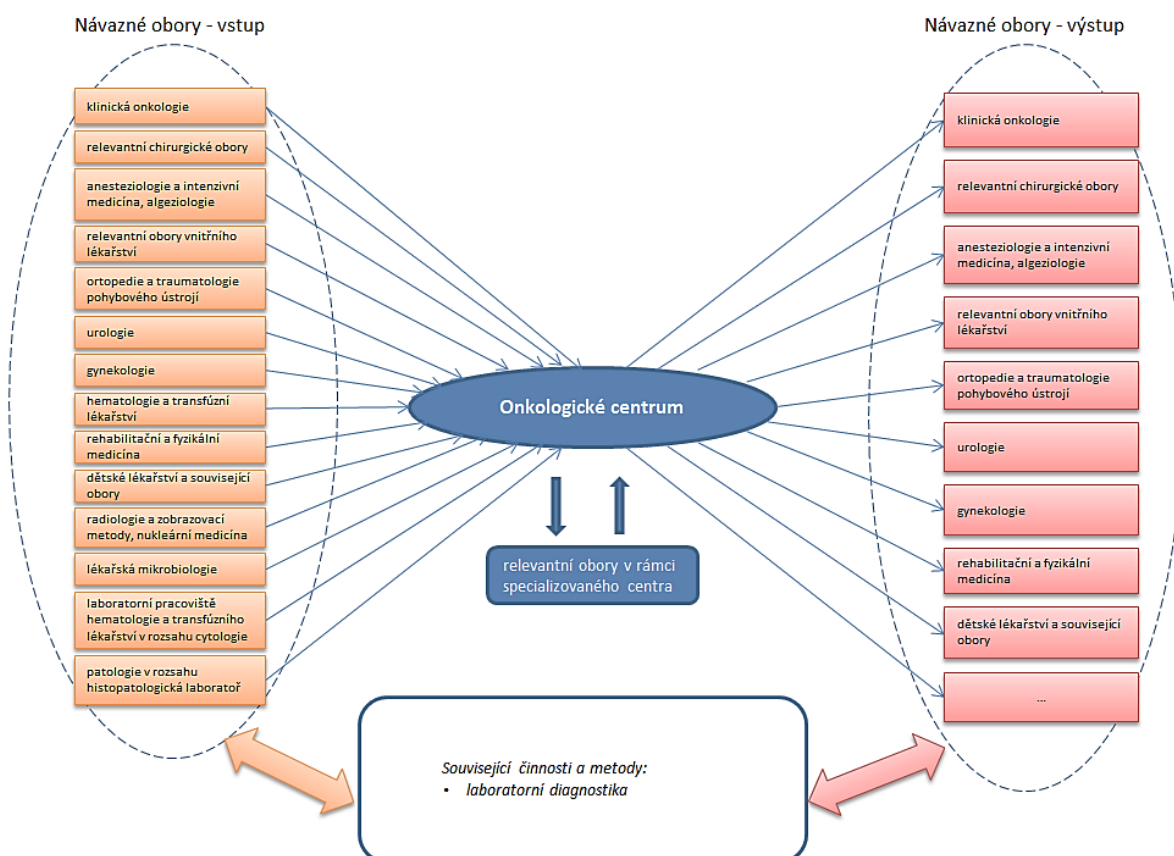 Návazné obory - vstup
klinická onkologie
relevantní chirurgické obory
anesteziologie a intenzivní
medicína, algeziologie
relevantní obory vnitřního
lékařství
ortopedie a traumatologie
pohybového ústrojí
urologie
gynekologie
hematologie a transfúzní
lékařství
rehabilitační a fyzikální
medicína
dětské lékařství a související
obory
radiologie a zobrazovací
metody, nukleární medicína
lékařská mikrobiologie
laboratorní pracoviště
hematologie a transfúzního
lékařství v rozsahu cytologie
patologie v rozsahu
histopatologická laboratoř
Onkologické centrum
relevantní obory v rámci
specializovaného centra
Související činnosti a metody:
• laboratorní diagnostika
Návazné obory - výstup
klinická onkologie
relevantní chirurgické obory
anesteziologie a intenzivní
medicína, algeziologie
relevantní obory vnitřního
lékařství
ortopedie a traumatologie
pohybového ústrojí
urologie
gynekologie
rehabilitační a fyzikální
medicína
dětské lékařství a související
obory
...